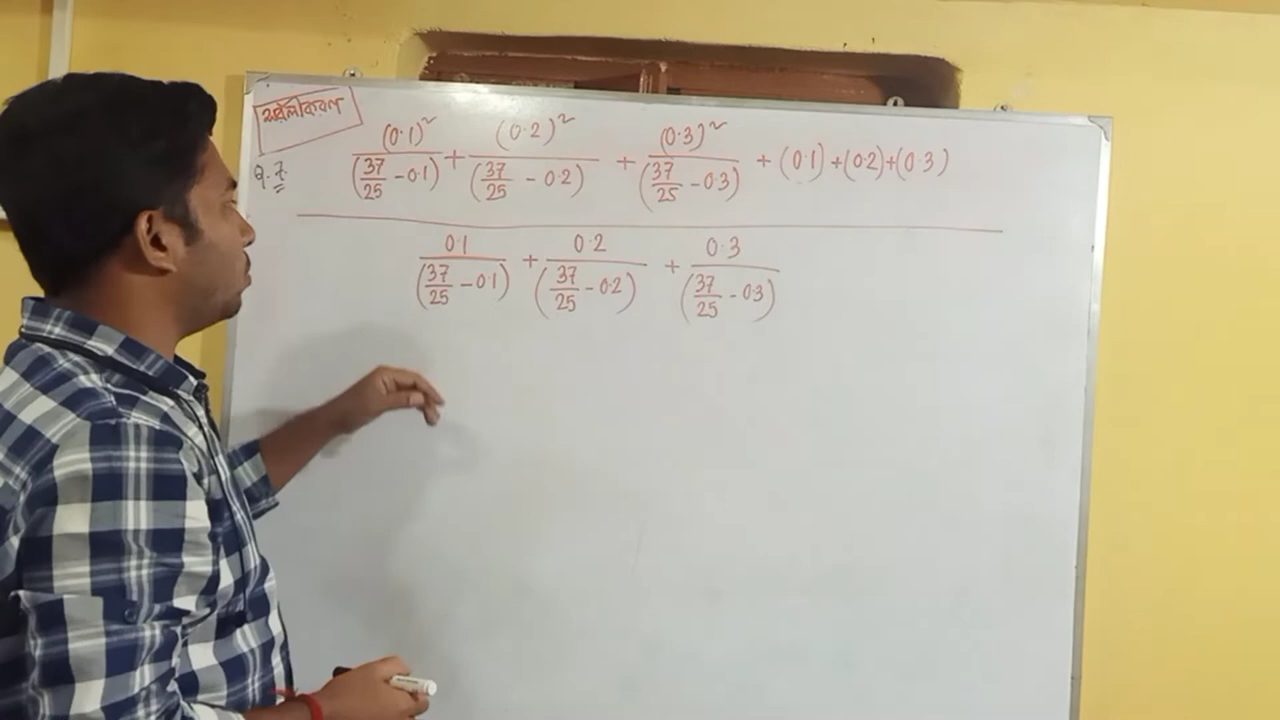 সরলীকরণ
Q.7. (0.1)²/(37/25 - 0.1) + (0.2)²/(37/25 - 0.2) + (0.3)²/(37/25 - 0.3) + (0.1) + (0.2) + (0.3)
0.1/(37/25 - 0.1) + 0.2/(37/25 - 0.2) + 0.3/(37/25 - 0.3)